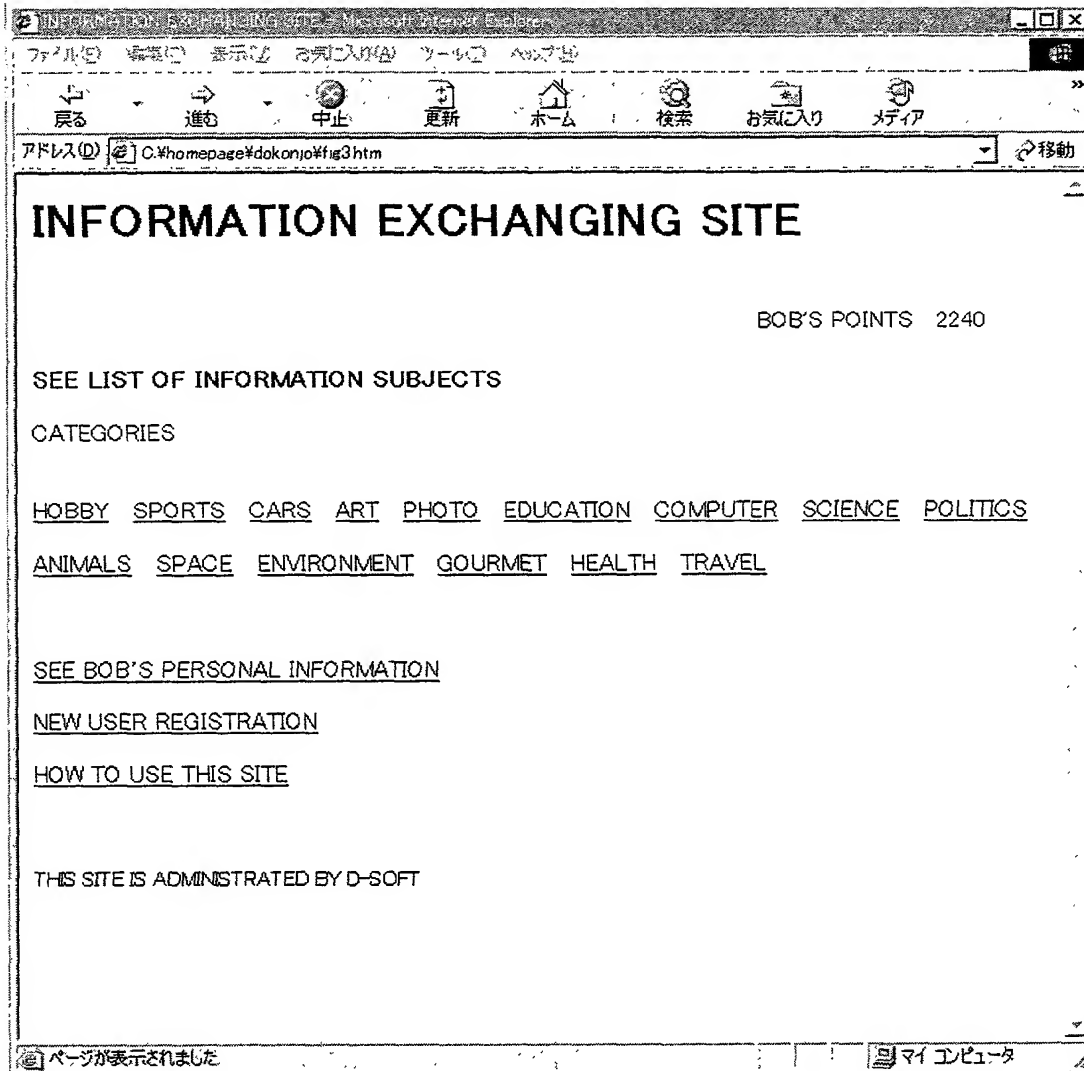 INFORMATION EXCHANGING SITE - Microsoft Internet Explorer
ファイル(F) 編集(E) 表示(V) お気に入り(A) ツール(T) ヘルプ(H)
戻る 進む 中止 更新 ホーム 検索 お気に入り メディア »
アドレス(D) C:¥homepage¥dokonjo¥fig3htm 移動
INFORMATION EXCHANGING SITE
BOB'S POINTS 2240
SEE LIST OF INFORMATION SUBJECTS
CATEGORIES
HOBBY SPORTS CARS ART PHOTO EDUCATION COMPUTER SCIENCE POLITICS
ANIMALS SPACE ENVIRONMENT GOURMET HEALTH TRAVEL
SEE BOB'S PERSONAL INFORMATION
NEW USER REGISTRATION
HOW TO USE THIS SITE
THIS SITE IS ADMINISTRATED BY D-SOFT
ページが表示されました マイ コンピュータ